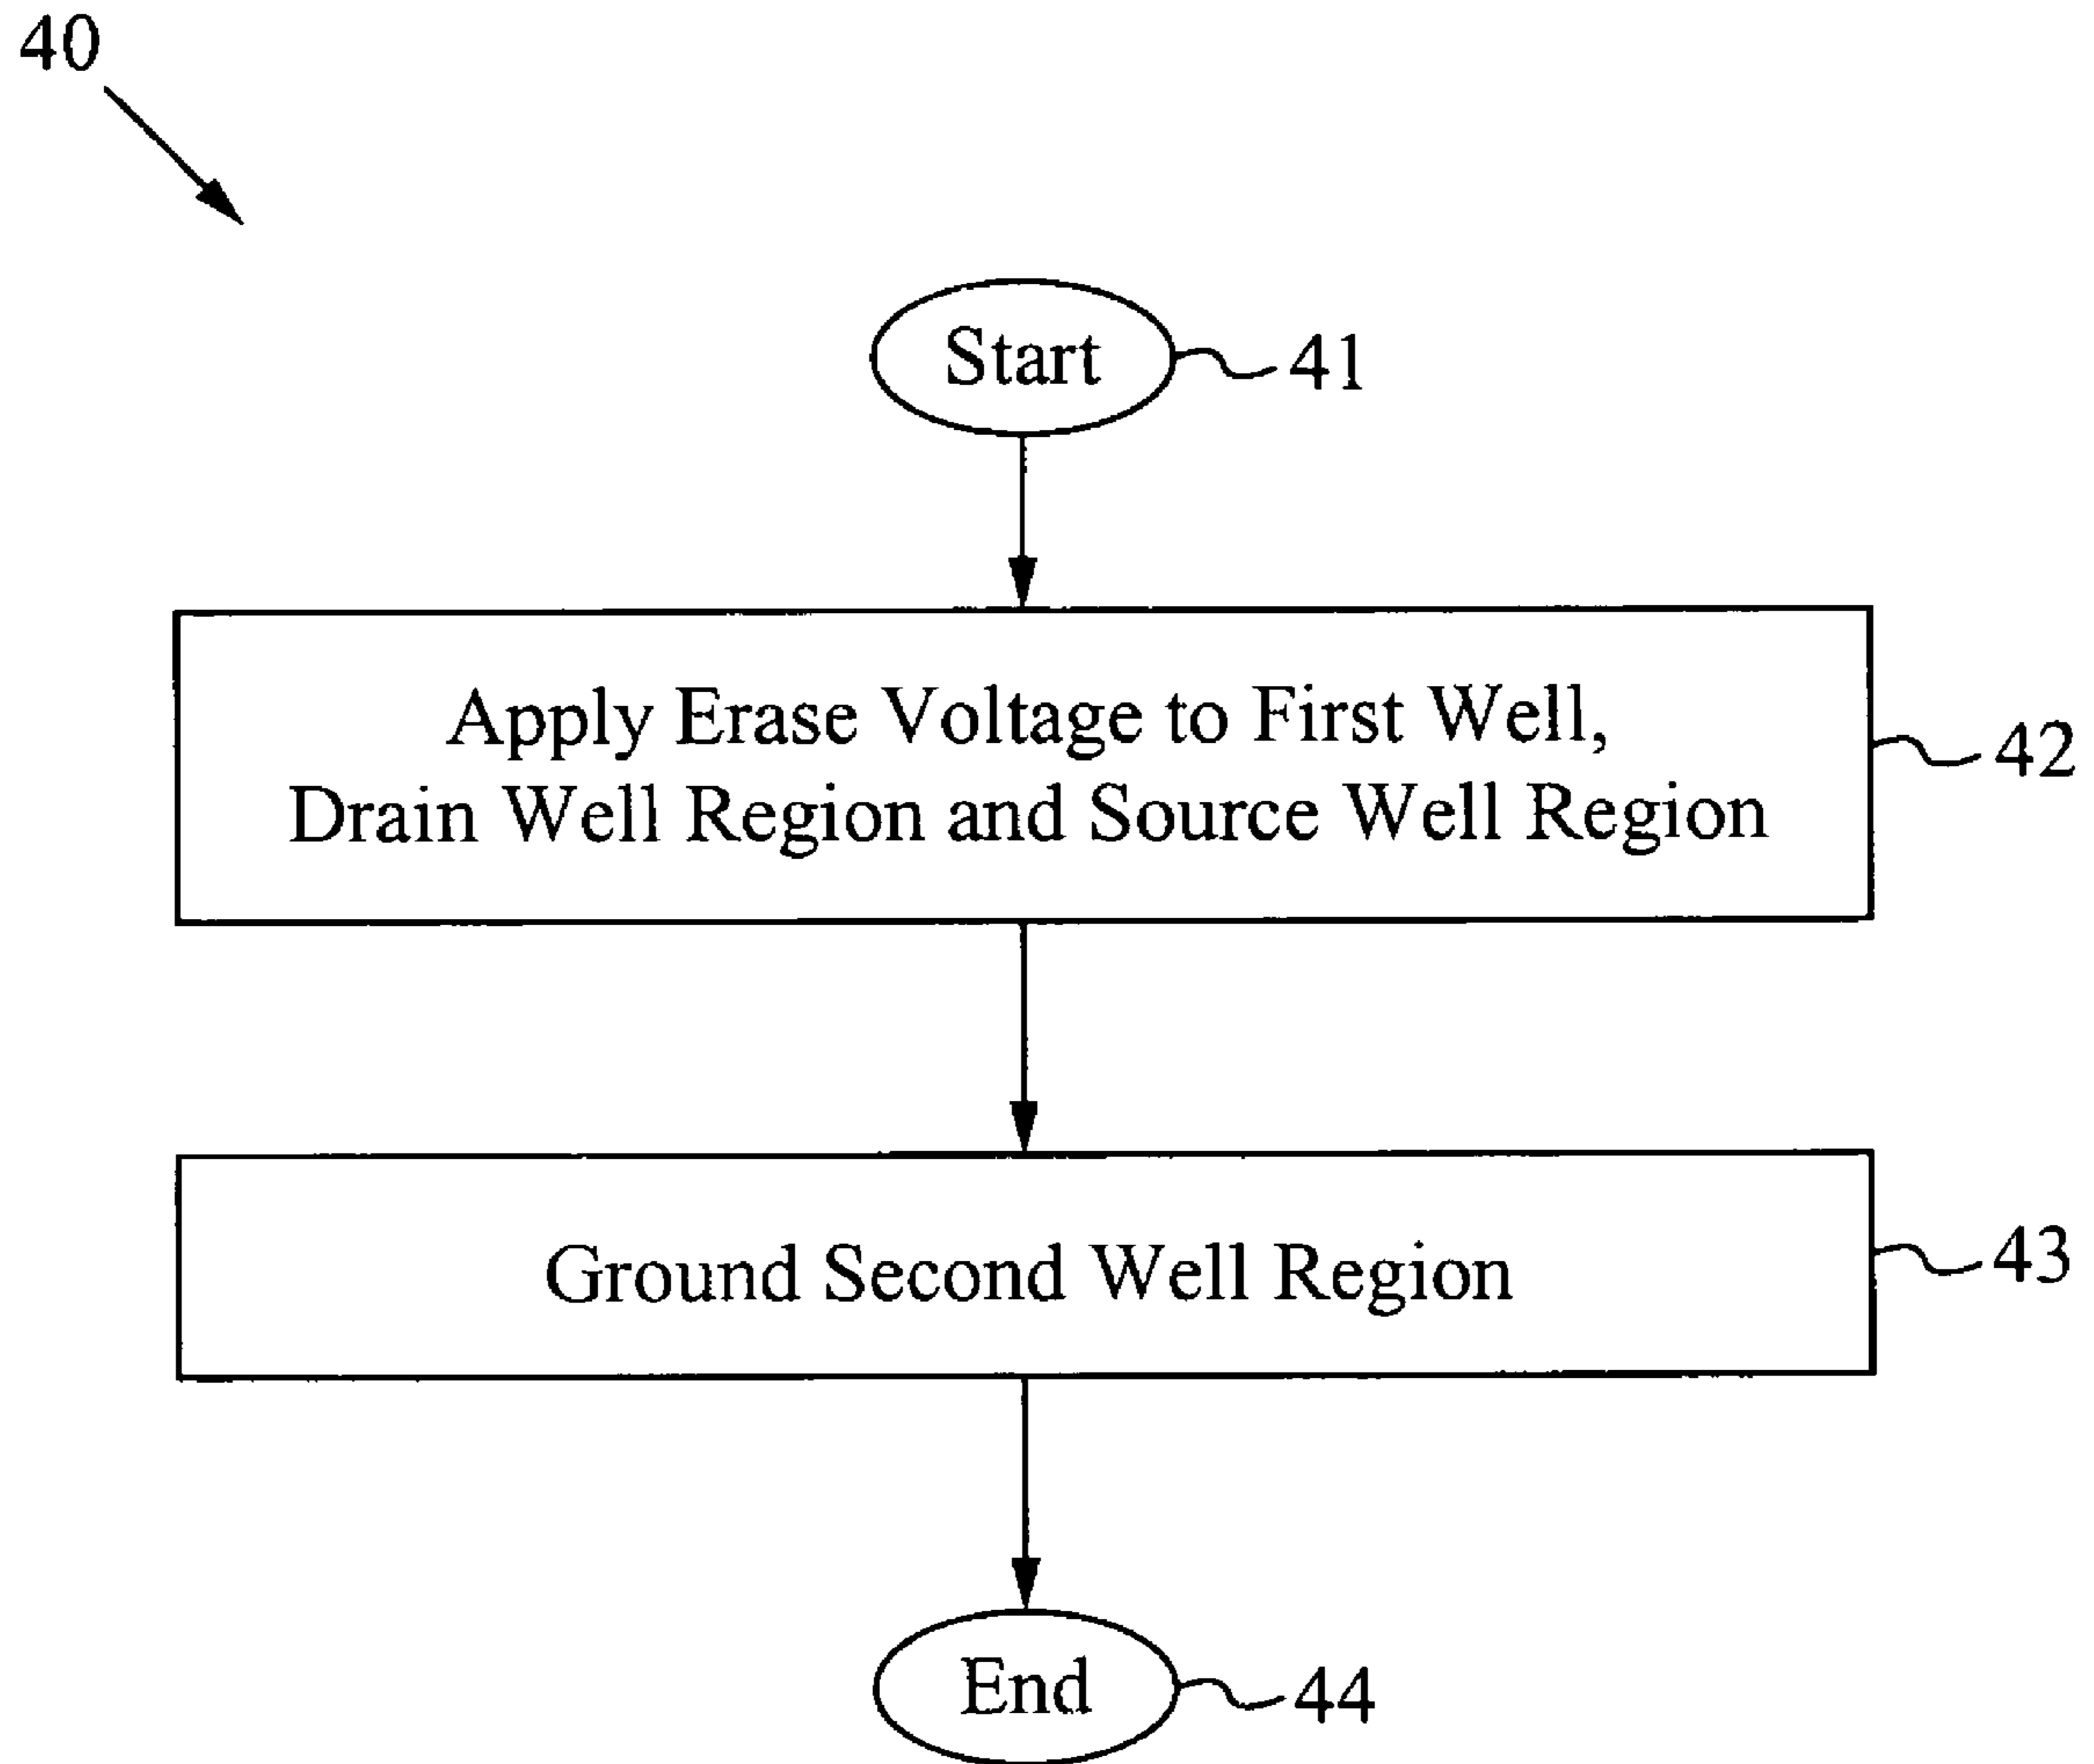 40
Start
41
Apply Erase Voltage to First Well,
Drain Well Region and Source Well Region
42
Ground Second Well Region
43
End
44